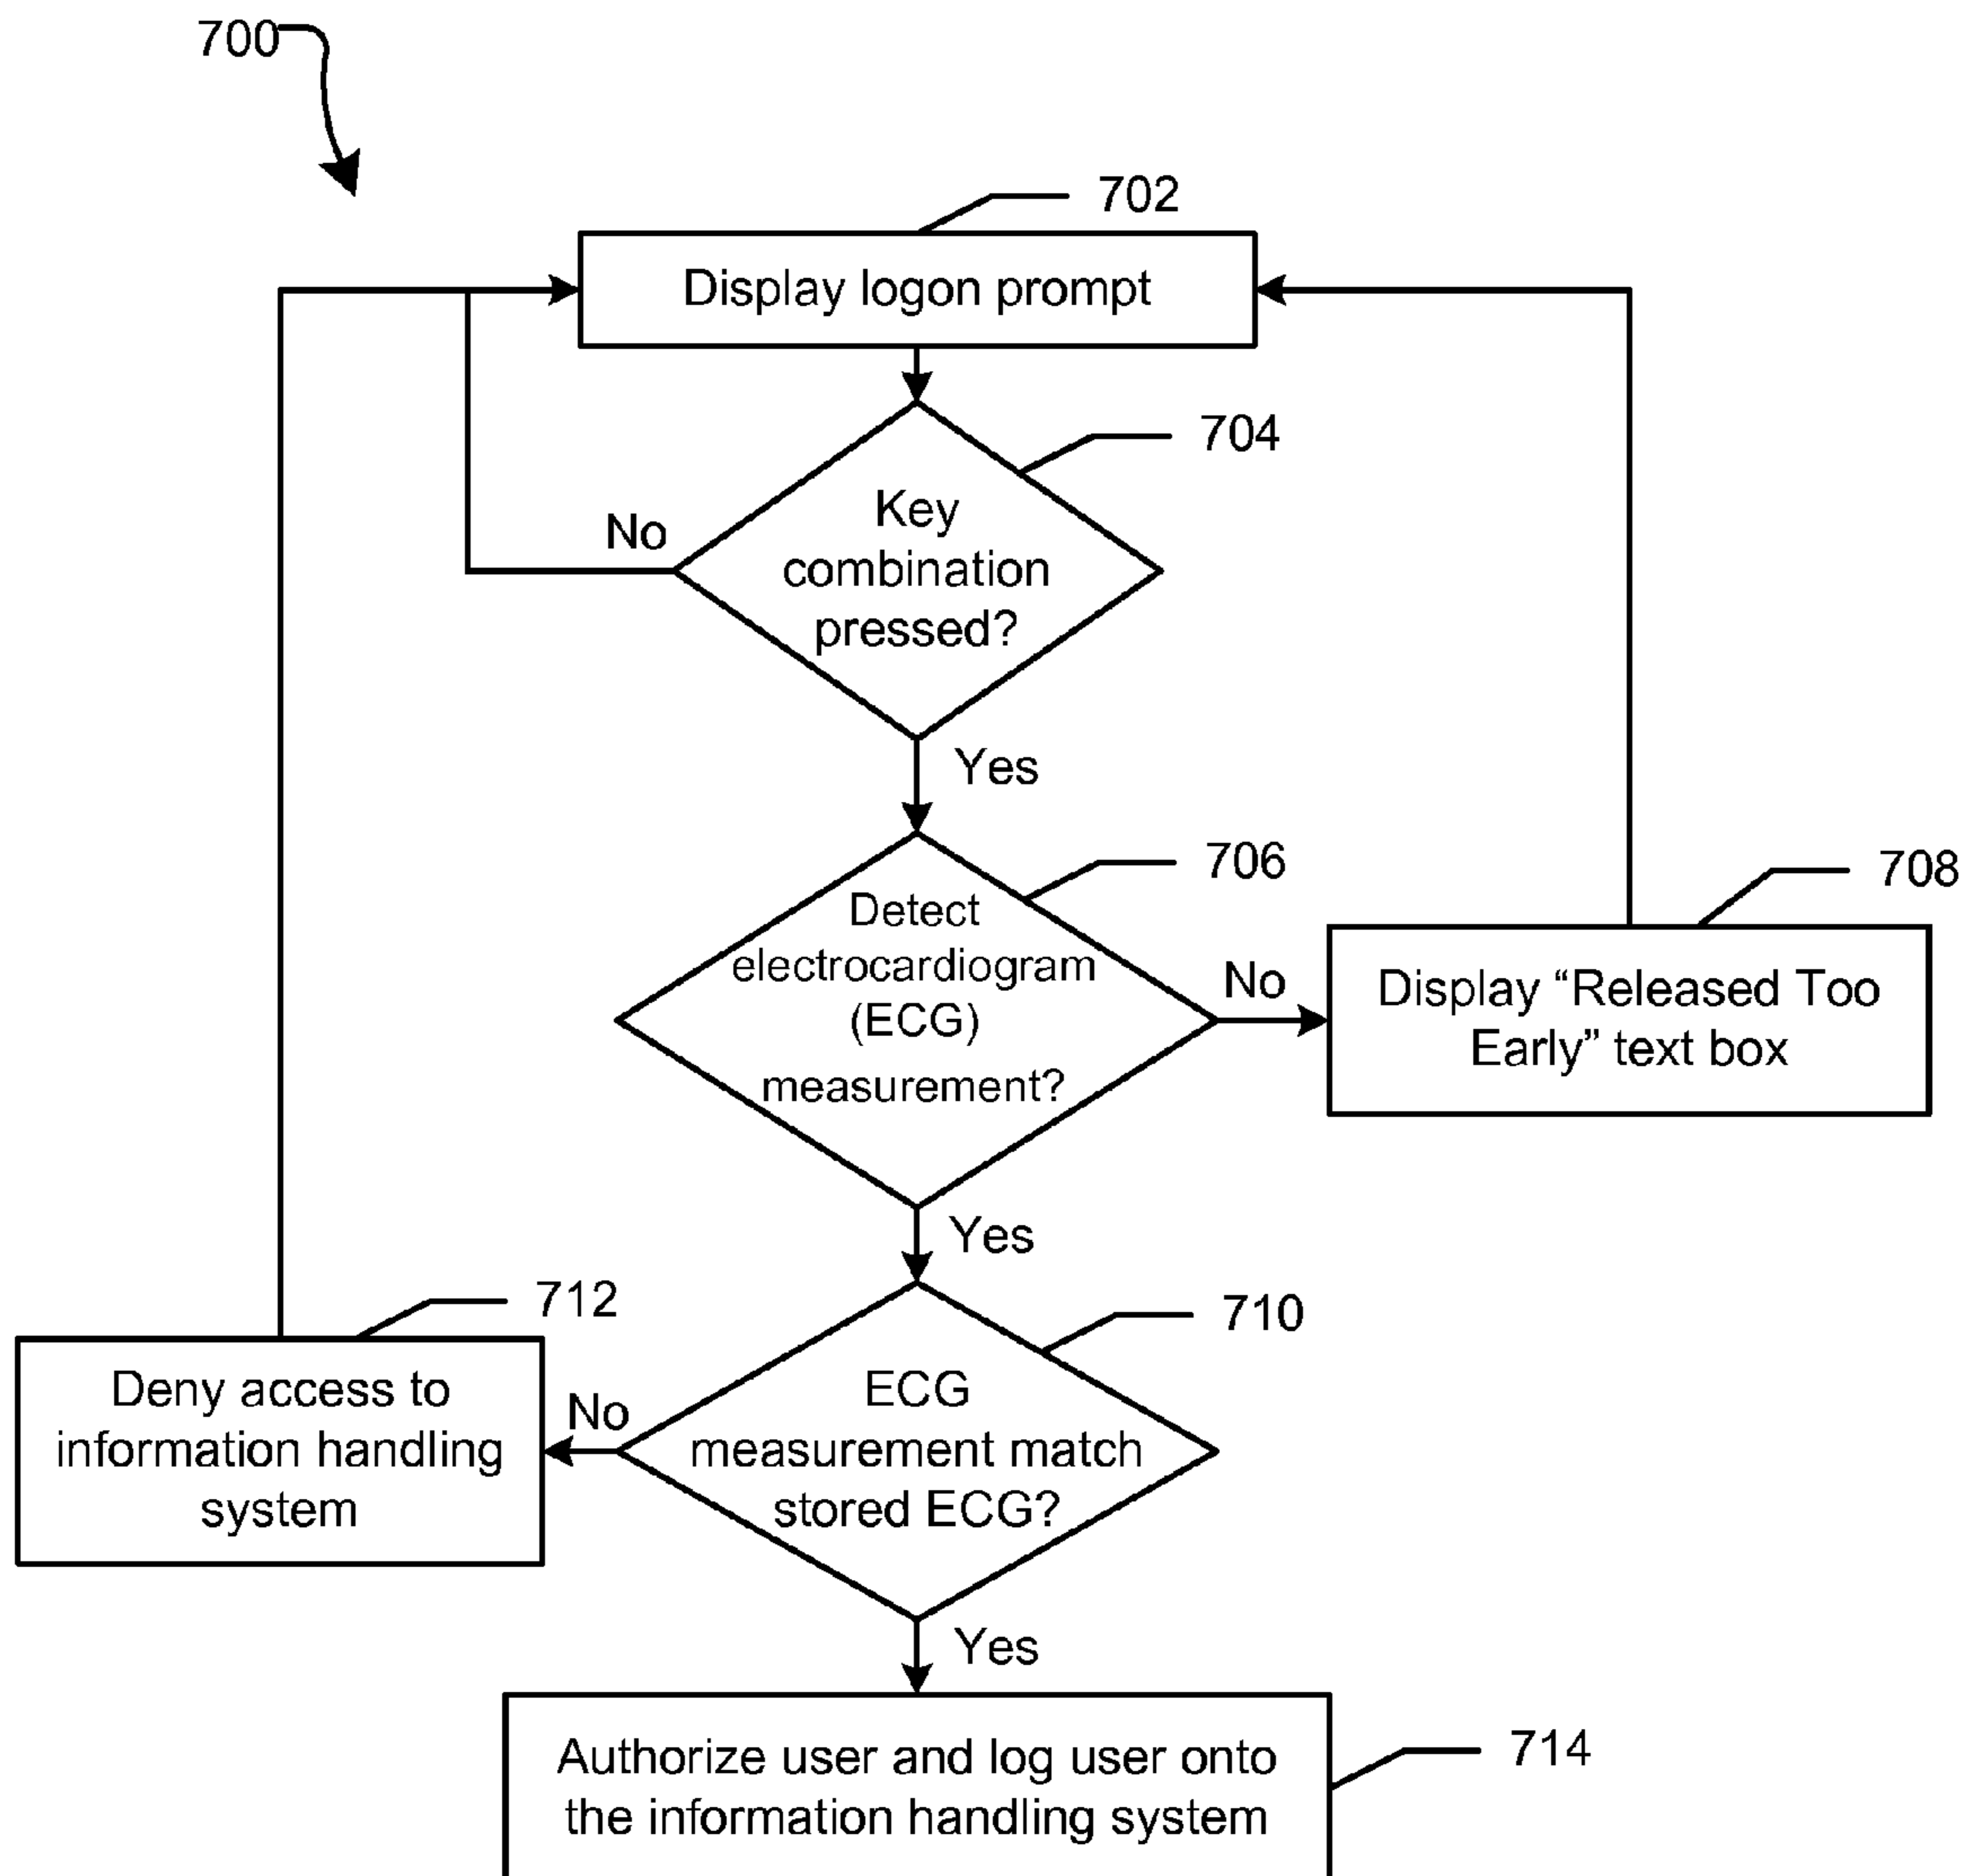 700
702
Display logon prompt
704
Key
combination
pressed?
No
Yes
706
Detect
electrocardiogram
(ECG)
measurement?
No
708
Display “Released Too
Early” text box
Yes
712
Deny access to
information handling
system
No
710
ECG
measurement match
stored ECG?
Yes
714
Authorize user and log user onto
the information handling system